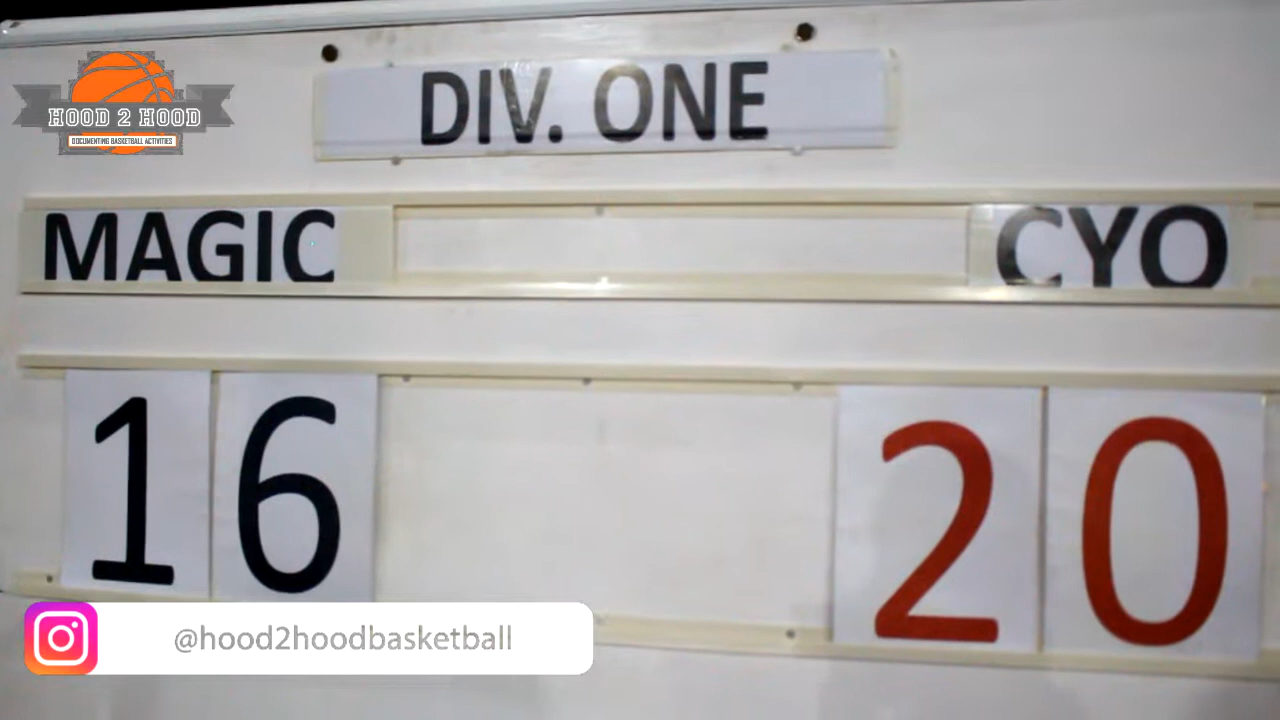 HOOD 2 HOOD
DOCUMENTING BASKETBALL ACTIVITIES
DIV. ONE
MAGIC
CYO
16
20
@hood2hoodbasketball